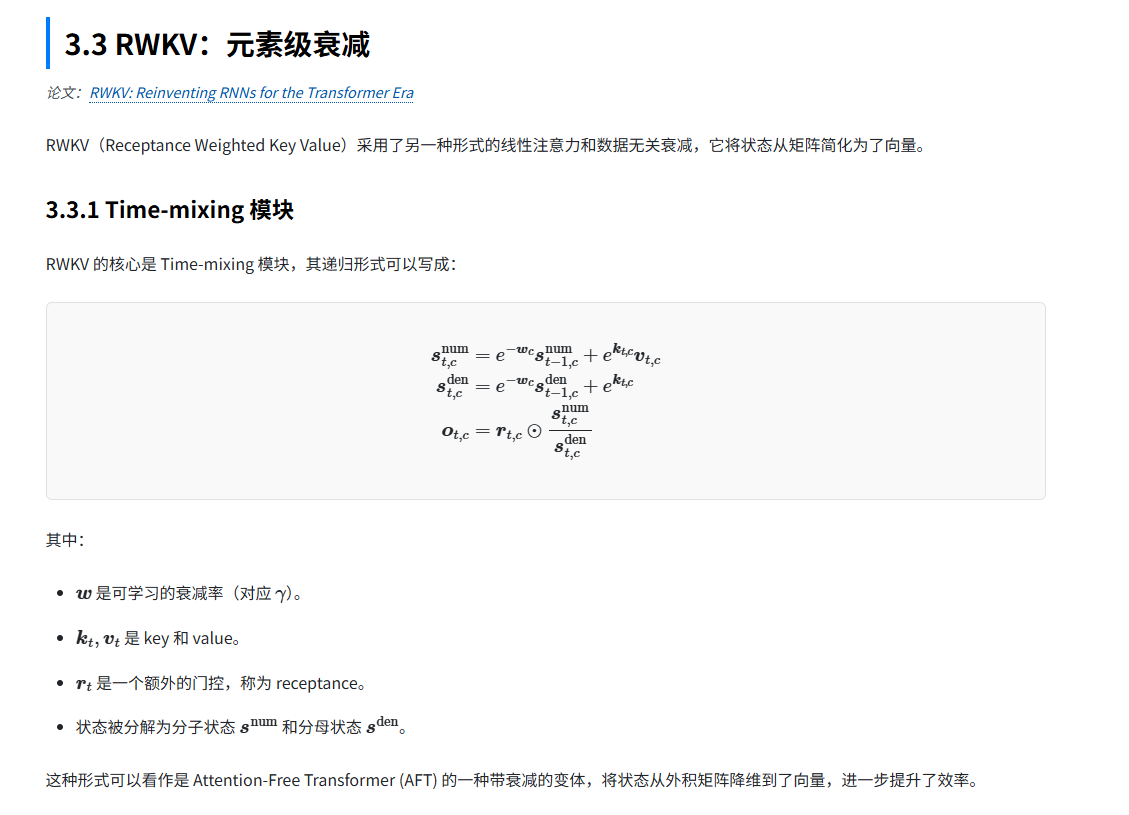 3.3 RWKV：元素级衰减
论文：RWKV: Reinventing RNNs for the Transformer Era
RWKV（Receptance Weighted Key Value）采用了另一种形式的线性注意力和数据无关衰减，它将状态从矩阵简化为了向量。
3.3.1 Time-mixing 模块
RWKV 的核心是 Time-mixing 模块，其递归形式可以写成：
$\boldsymbol{s}_{t,c}^{\text{num}} = e^{-\boldsymbol{w}_c} \boldsymbol{s}_{t-1,c}^{\text{num}} + e^{\boldsymbol{k}_{t,c}} \boldsymbol{v}_{t,c}$
$\boldsymbol{s}_{t,c}^{\text{den}} = e^{-\boldsymbol{w}_c} \boldsymbol{s}_{t-1,c}^{\text{den}} + e^{\boldsymbol{k}_{t,c}}$
$\boldsymbol{o}_{t,c} = \boldsymbol{r}_{t,c} \odot \frac{\boldsymbol{s}_{t,c}^{\text{num}}}{\boldsymbol{s}_{t,c}^{\text{den}}}$
其中：
• $\boldsymbol{w}$ 是可学习的衰减率（对应 $\gamma$）。
• $\boldsymbol{k}_t, \boldsymbol{v}_t$ 是 key 和 value。
• $\boldsymbol{r}_t$ 是一个额外的门控，称为 receptance。
• 状态被分解为分子状态 $\boldsymbol{s}^{\text{num}}$ 和分母状态 $\boldsymbol{s}^{\text{den}}$。
这种形式可以看作是 Attention-Free Transformer (AFT) 的一种带衰减的变体，将状态从外积矩阵降维到了向量，进一步提升了效率。